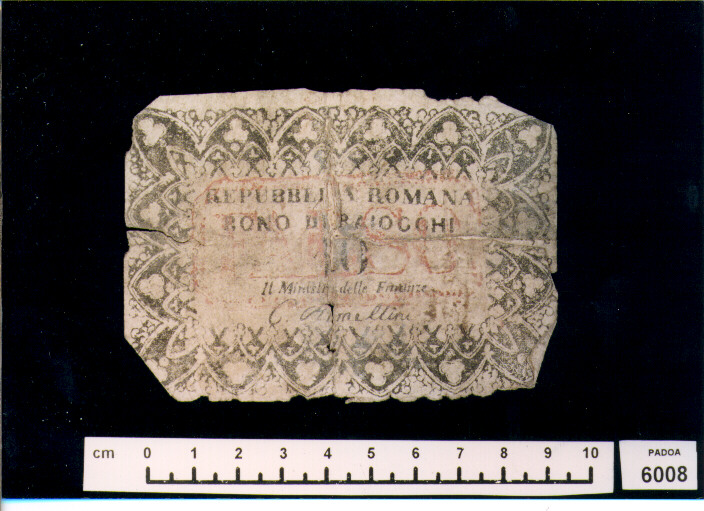 REPUBBLICA ROMANA
BONO DI BAIOCCHI
10
Il Ministro delle Finanze
C. Armellini
cm 0 1 2 3 4 5 6 7 8 9 10
PADOA
6008